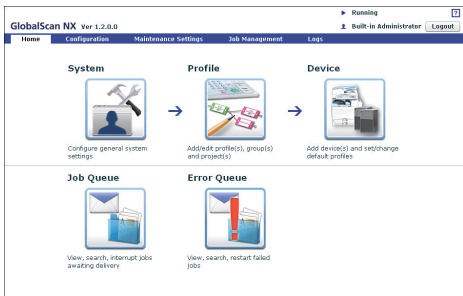 Running
?
GlobalScan NX Ver 1.2.0.0
Built-in Administrator Logout
Home Configuration Maintenance Settings Job Management Logs
System Profile Device
Configure general system settings
Add/edit profile(s), group(s) and project(s)
Add device(s) and set/change default profiles
Job Queue Error Queue
View, search, interrupt jobs awaiting delivery
View, search, restart failed jobs